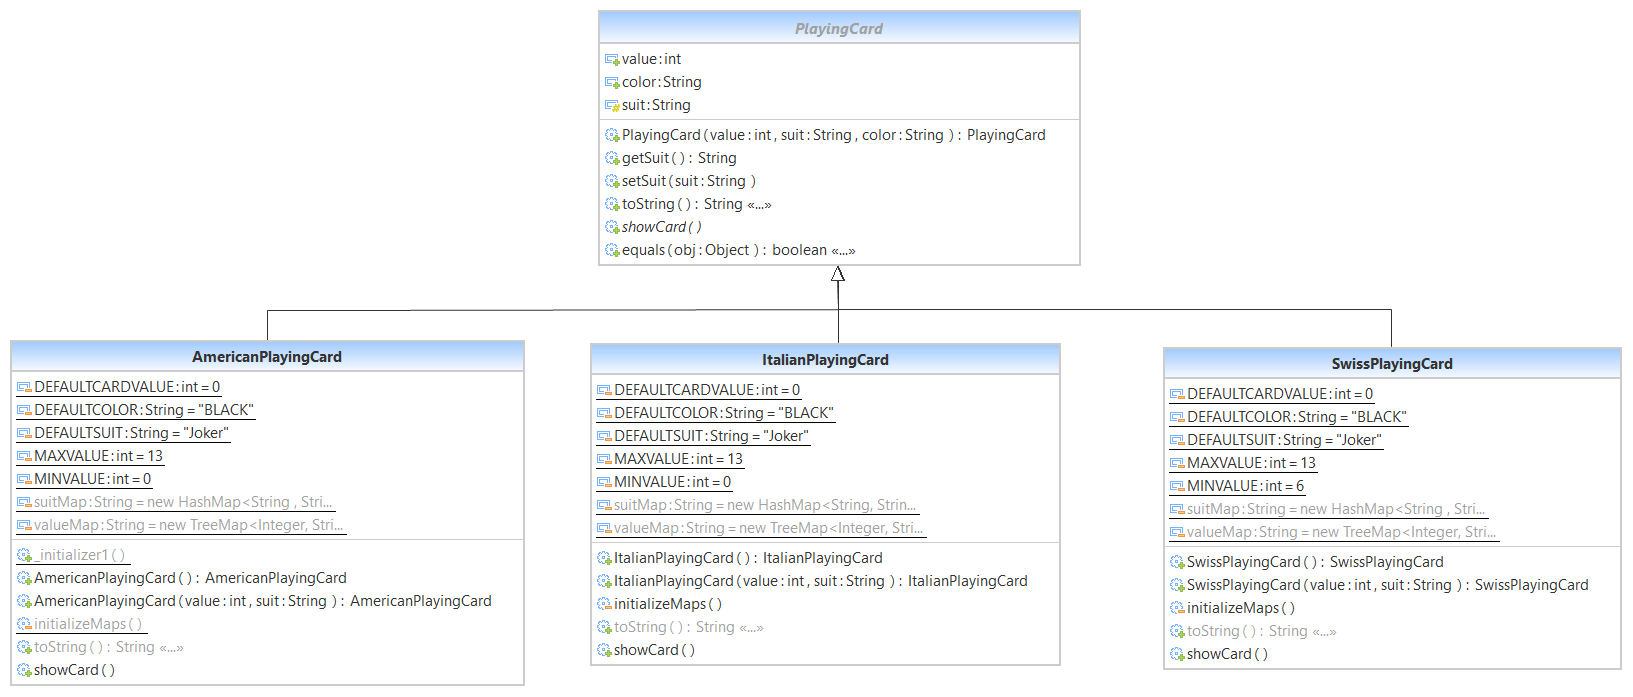 PlayingCard
value:int
color:String
suit:String
PlayingCard(value:int, suit:String, color:String ): PlayingCard
getSuit(): String
setSuit(suit:String )
toString(): String «...»
showCard()
equals(obj:Object ): boolean «...»
AmericanPlayingCard
DEFAULTCARDVALUE:int = 0
DEFAULTCOLOR:String = "BLACK"
DEFAULTSUIT:String = "Joker"
MAXVALUE:int = 13
MINVALUE:int = 0
suitMap:String = new HashMap<String , Stri...
valueMap:String = new TreeMap<Integer, Stri...
_initializer1()
AmericanPlayingCard(): AmericanPlayingCard
AmericanPlayingCard(value:int, suit:String ): AmericanPlayingCard
initializeMaps()
toString(): String «...»
showCard()
ItalianPlayingCard
DEFAULTCARDVALUE:int = 0
DEFAULTCOLOR:String = "BLACK"
DEFAULTSUIT:String = "Joker"
MAXVALUE:int = 13
MINVALUE:int = 0
suitMap:String = new HashMap<String, Strin...
valueMap:String = new TreeMap<Integer, Stri...
ItalianPlayingCard(): ItalianPlayingCard
ItalianPlayingCard(value:int, suit:String ): ItalianPlayingCard
initializeMaps()
toString(): String «...»
showCard()
SwissPlayingCard
DEFAULTCARDVALUE:int = 0
DEFAULTCOLOR:String = "BLACK"
DEFAULTSUIT:String = "Joker"
MAXVALUE:int = 13
MINVALUE:int = 6
suitMap:String = new HashMap<String , Stri...
valueMap:String = new TreeMap<Integer, Stri...
SwissPlayingCard(): SwissPlayingCard
SwissPlayingCard(value:int, suit:String ): SwissPlayingCard
initializeMaps()
toString(): String «...»
showCard()